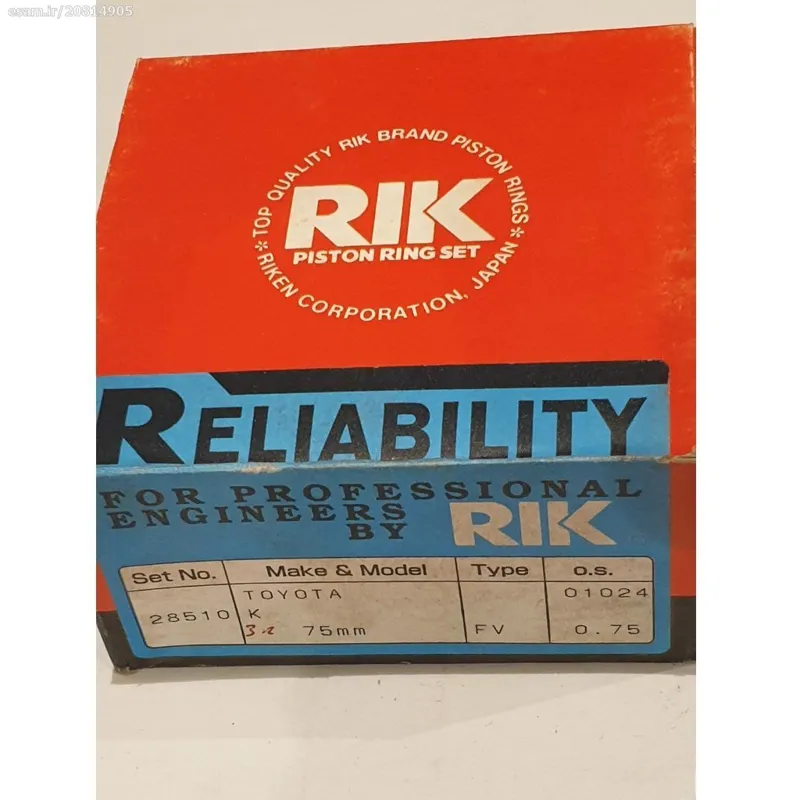 esam.ir/20814905
* TOP QUALITY RIK BRAND PISTON RINGS *
RIK
PISTON RING SET
RIKEN CORPORATION, JAPAN
RELIABILITY
FOR PROFESSIONAL
ENGINEERS
BY RIK
Set No. Make & Model Type o.s.
TOYOTA 01024
28510 K
75mm FV 0.75